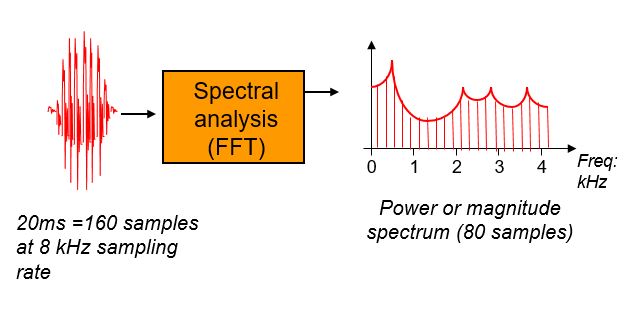 Spectral
analysis
(FFT)
0 1 2 3 4
Freq:
kHz
20ms =160 samples
at 8 kHz sampling
rate
Power or magnitude
spectrum (80 samples)